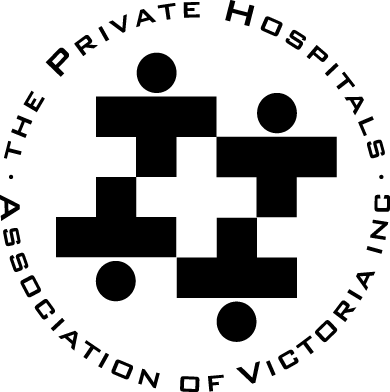 · THE PRIVATE HOSPITALS ·
ASSOCIATION OF VICTORIA INC